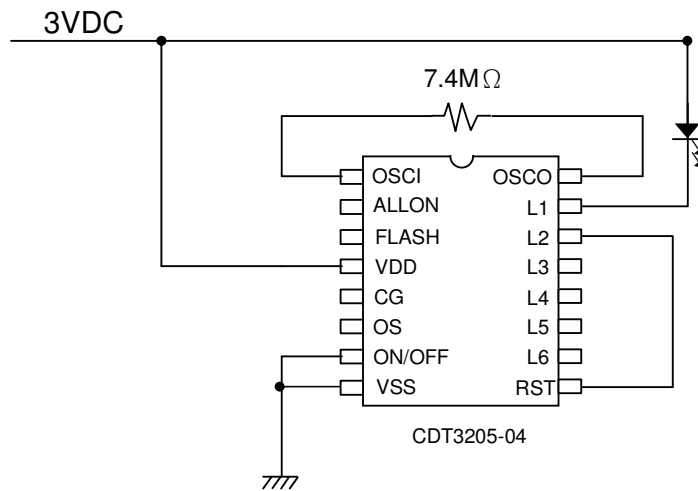 3VDC
7.4MΩ
OSCI OSCO
ALLON L1
FLASH L2
VDD L3
CG L4
OS L5
ON/OFF L6
VSS RST
CDT3205-04